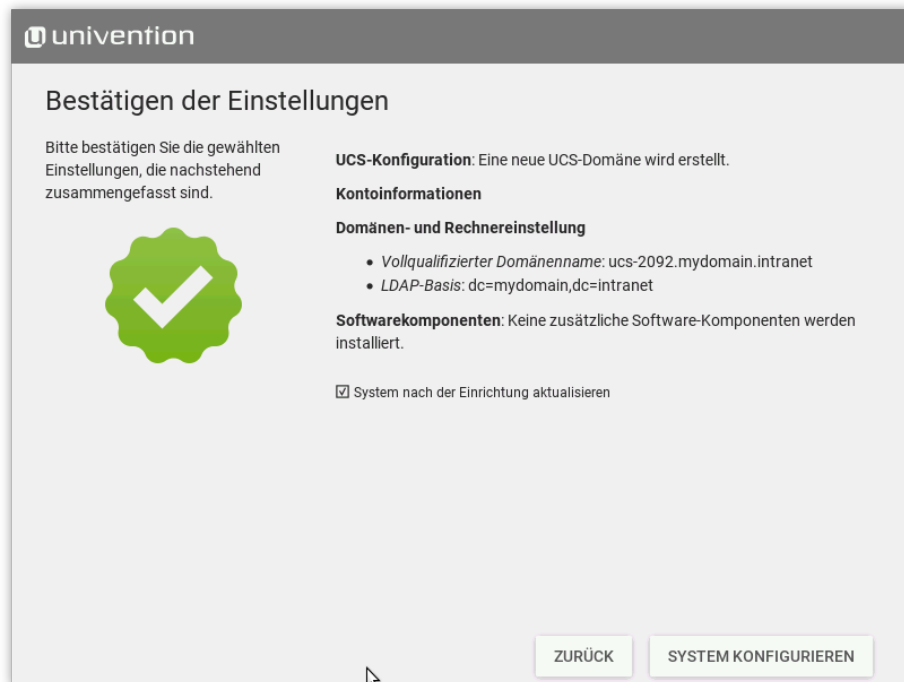 univention
Bestätigen der Einstellungen
Bitte bestätigen Sie die gewählten
Einstellungen, die nachstehend
zusammengefasst sind.
UCS-Konfiguration: Eine neue UCS-Domäne wird erstellt.
Kontoinformationen
Domänen- und Rechnereinstellung
• Vollqualifizierter Domänenname: ucs-2092.mydomain.intranet
• LDAP-Basis: dc=mydomain,dc=intranet
Softwarekomponenten: Keine zusätzliche Software-Komponenten werden
installiert.
System nach der Einrichtung aktualisieren
ZURÜCK
SYSTEM KONFIGURIEREN